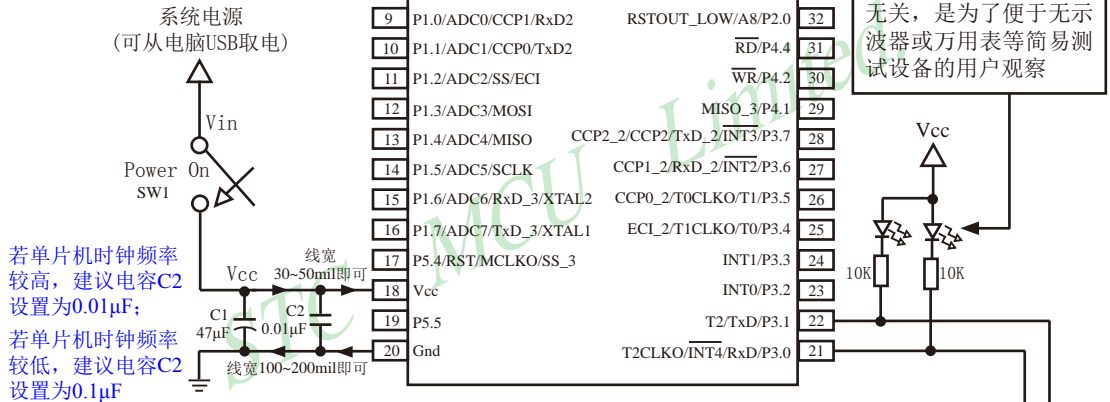 系统电源
(可从电脑USB取电)
Vin
Power On
SW1
若单片机时钟频率
较高，建议电容C2
设置为0.01μF；
若单片机时钟频率
较低，建议电容C2
设置为0.1μF
Vcc
线宽
30~50mil即可
C1
47μF
C2
0.01μF
线宽100~200mil即可
9 P1.0/ADC0/CCP1/RxD2
10 P1.1/ADC1/CCP0/TxD2
11 P1.2/ADC2/SS/ECI
12 P1.3/ADC3/MOSI
13 P1.4/ADC4/MISO
14 P1.5/ADC5/SCLK
15 P1.6/ADC6/RxD_3/XTAL2
16 P1.7/ADC7/TxD_3/XTAL1
17 P5.4/RST/MCLKO/SS_3
18 Vcc
19 P5.5
20 Gnd
RSTOUT_LOW/A8/P2.0 32
RD/P4.4 31
WR/P4.2 30
MISO_3/P4.1 29
CCP2_2/CCP2/TxD_2/INT3/P3.7 28
CCP1_2/RxD_2/INT2/P3.6 27
CCP0_2/T0CLKO/T1/P3.5 26
ECI_2/T1CLKO/T0/P3.4 25
INT1/P3.3 24
INT0/P3.2 23
T2/TxD/P3.1 22
T2CLKO/INT4/RxD/P3.0 21
无关，是为了便于无示
波器或万用表等简易测
试设备的用户观察
Vcc
10K
10K
STC MCU Limited.